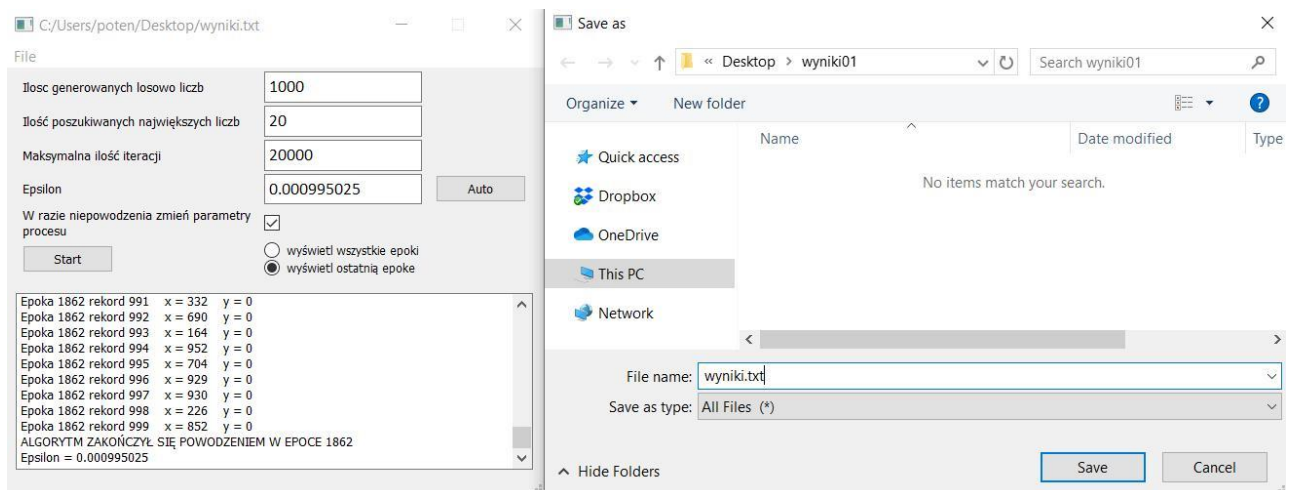 C:/Users/poten/Desktop/wyniki.txt
File
Ilosc generowanych losowo liczb
1000
Ilość poszukiwanych największych liczb
20
Maksymalna ilość iteracji
20000
Epsilon
0.000995025
Auto
W razie niepowodzenia zmień parametry
procesu
Start
wyświetl wszystkie epoki
wyświetl ostatnią epoke
Epoka 1862 rekord 991 x = 332 y = 0
Epoka 1862 rekord 992 x = 690 y = 0
Epoka 1862 rekord 993 x = 164 y = 0
Epoka 1862 rekord 994 x = 952 y = 0
Epoka 1862 rekord 995 x = 704 y = 0
Epoka 1862 rekord 996 x = 929 y = 0
Epoka 1862 rekord 997 x = 930 y = 0
Epoka 1862 rekord 998 x = 226 y = 0
Epoka 1862 rekord 999 x = 852 y = 0
ALGORYTM ZAKOŃCZYŁ SIĘ POWODZENIEM W EPOCE 1862
Epsilon = 0.000995025
Save as
« Desktop > wyniki01
Search wyniki01
Organize
New folder
Name
Date modified
Type
Quick access
Dropbox
OneDrive
This PC
Network
No items match your search.
File name: wyniki.txt
Save as type: All Files (*)
Hide Folders
Save
Cancel